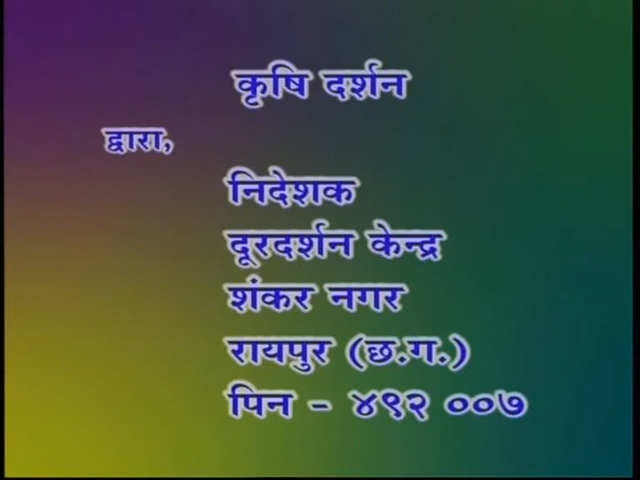 कृषि दर्शन
द्वारा,
निदेशक
दूरदर्शन केन्द्र
शंकर नगर
रायपुर (छ.ग.)
पिन - ४९२ ००७